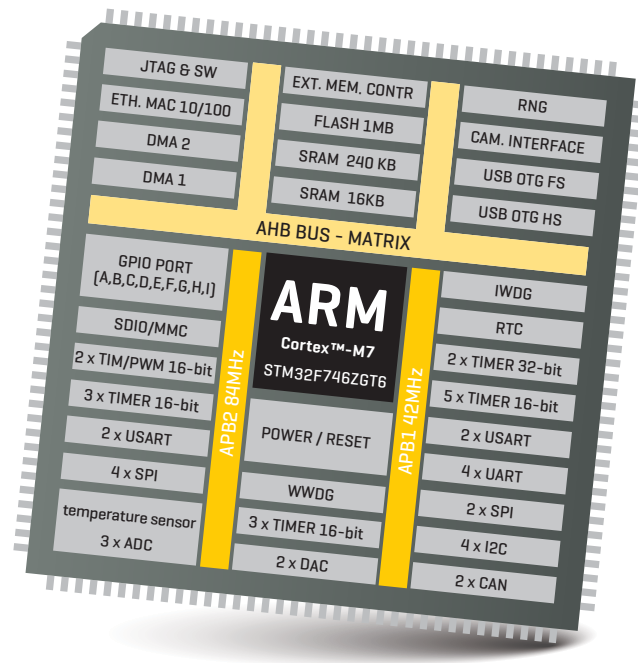 JTAG & SW
ETH. MAC 10/100
DMA 2
DMA 1
EXT. MEM. CONTR
FLASH 1MB
SRAM 240 KB
SRAM 16KB
RNG
CAM. INTERFACE
USB OTG FS
USB OTG HS
AHB BUS - MATRIX
GPIO PORT
(A,B,C,D,E,F,G,H,I)
SDIO/MMC
2 x TIM/PWM 16-bit
3 x TIMER 16-bit
2 x USART
4 x SPI
temperature sensor
3 x ADC
APB2 84MHz
ARM
Cortex™-M7
STM32F746ZGT6
POWER / RESET
WWDG
3 x TIMER 16-bit
2 x DAC
APB1 42MHz
IWDG
RTC
2 x TIMER 32-bit
5 x TIMER 16-bit
2 x USART
4 x UART
2 x SPI
4 x I2C
2 x CAN